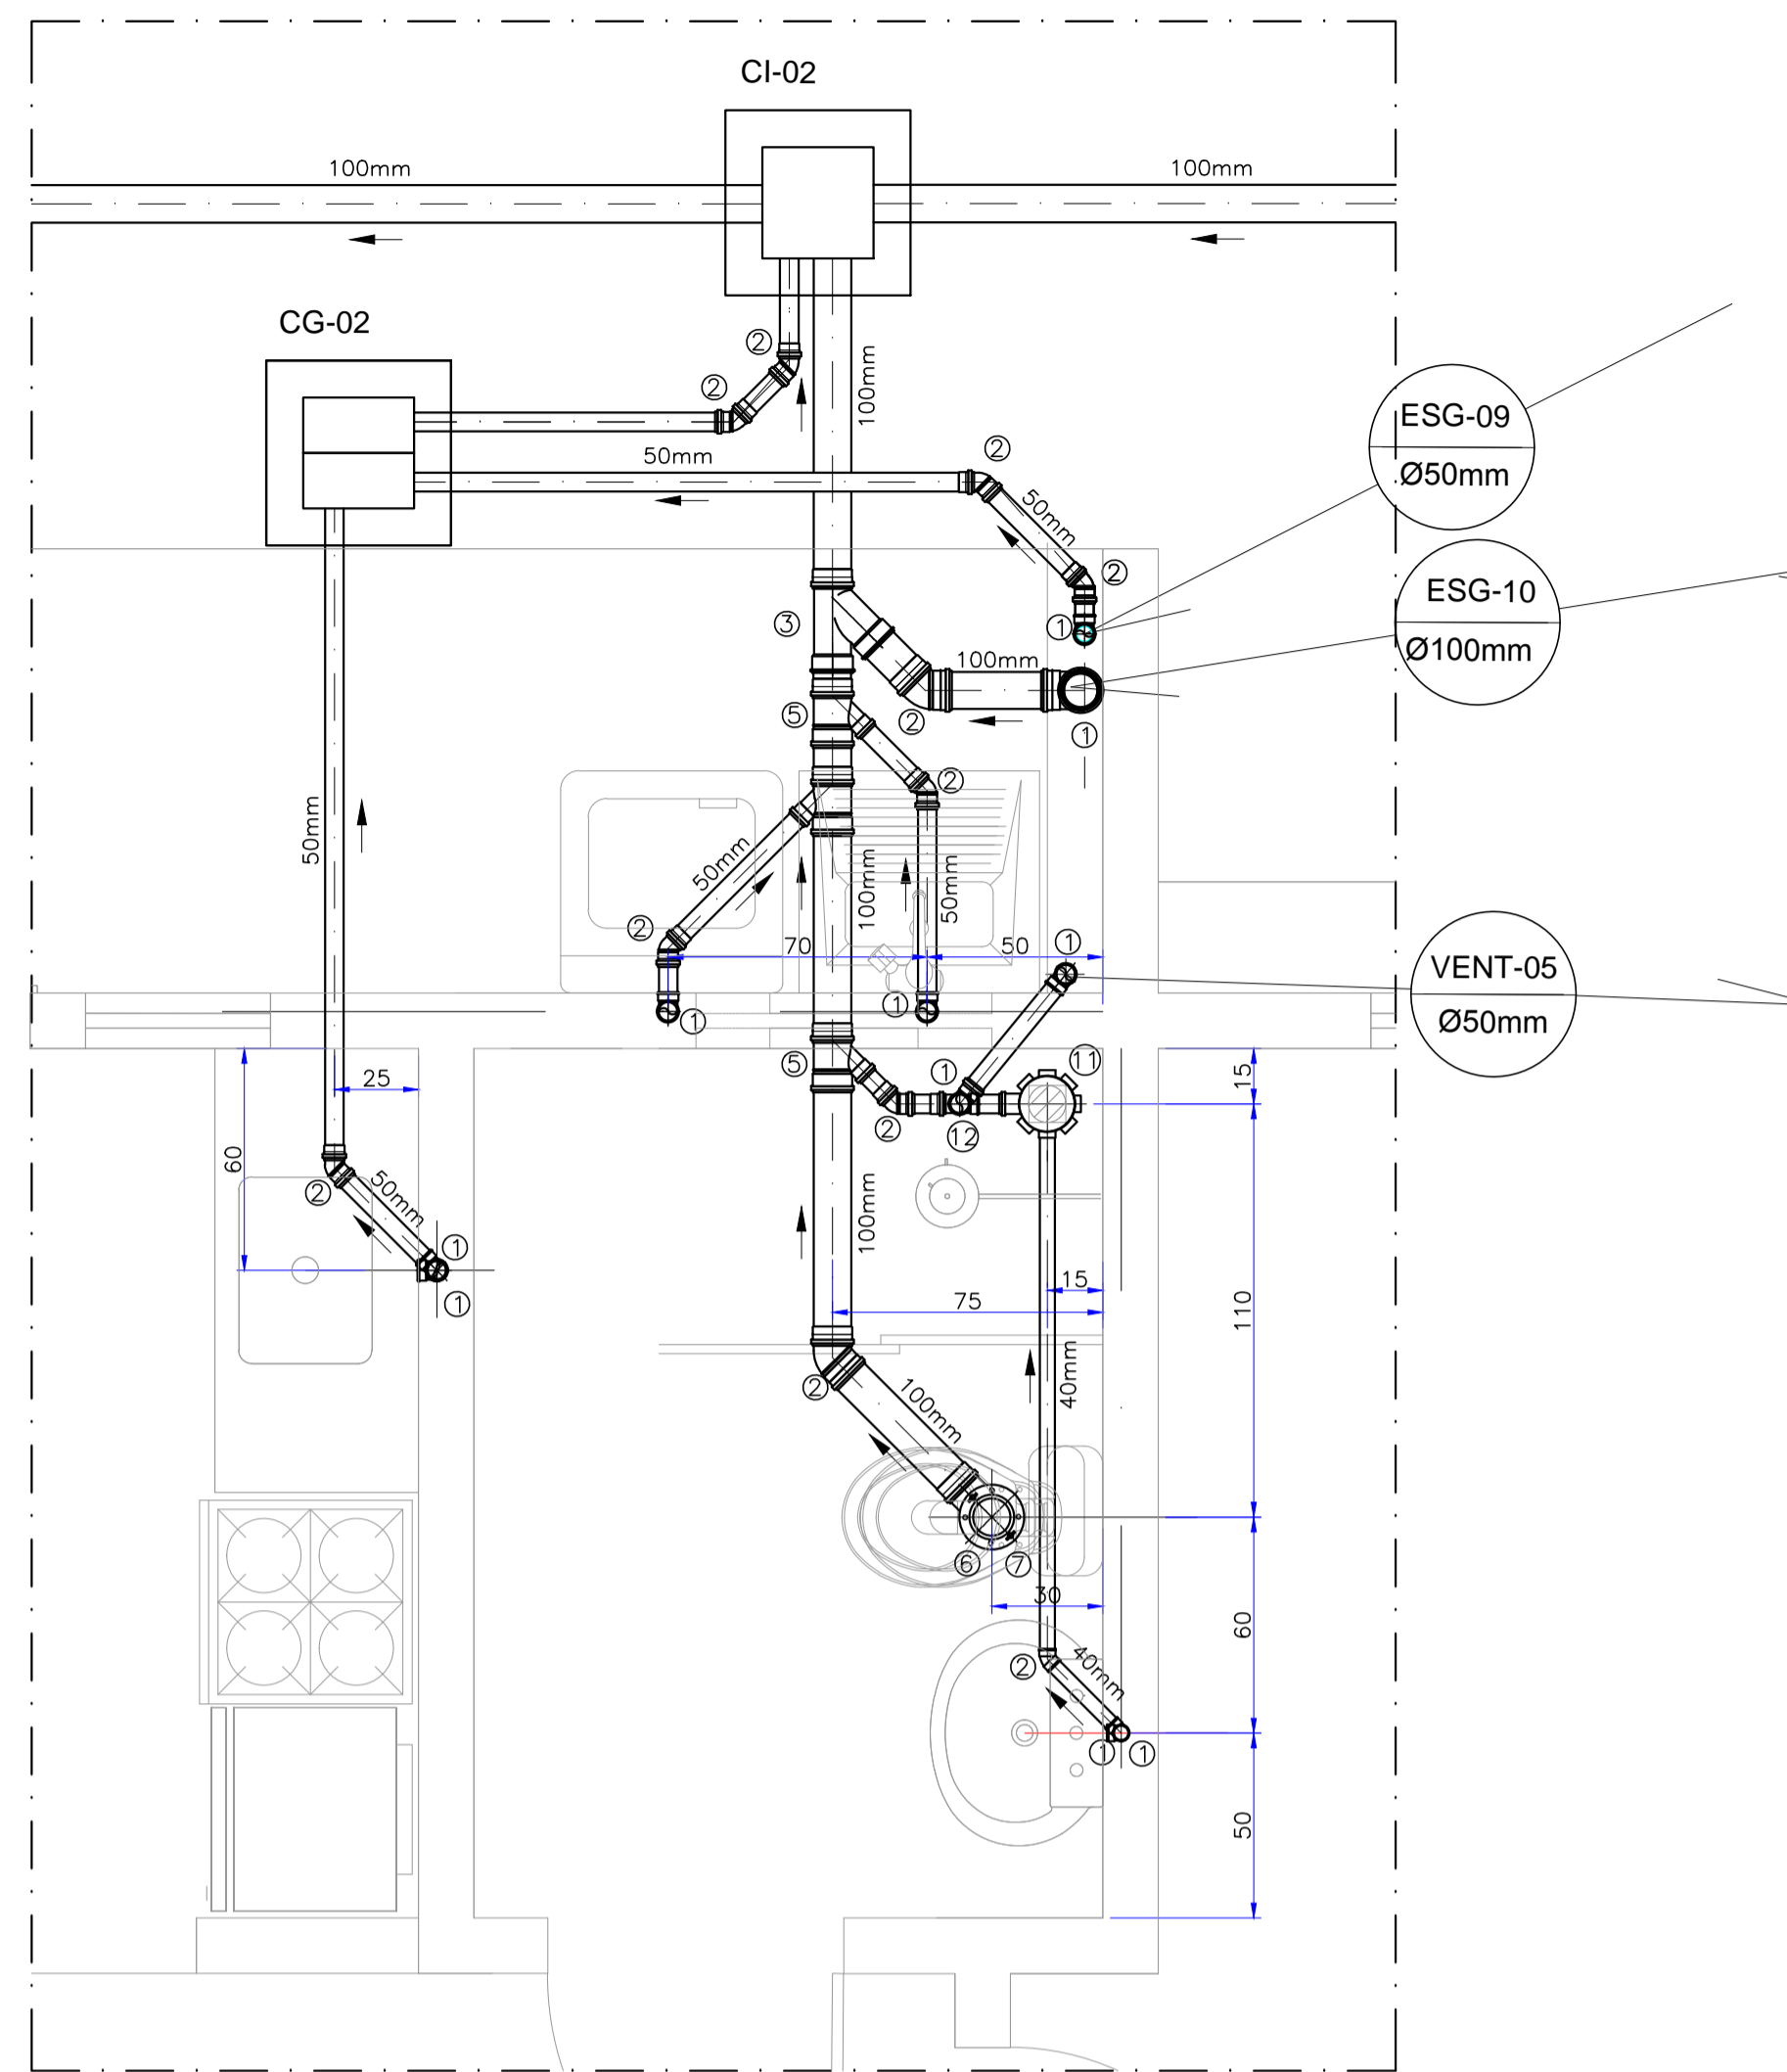 CI-02
100mm
100mm
CG-02
②
②
100mm
ESG-09
Ø50mm
50mm
②
50mm
②
ESG-10
Ø100mm
①
③
100mm
⑤
②
①
②
50mm
50mm
100mm
50mm
②
70
50
①
VENT-05
Ø50mm
①
①
⑤
①
⑪
15
25
②
⑫
60
50mm
②
100mm
①
①
15
75
110
②
100mm
40mm
⑥
⑦
30
60
②
40mm
①
①
50